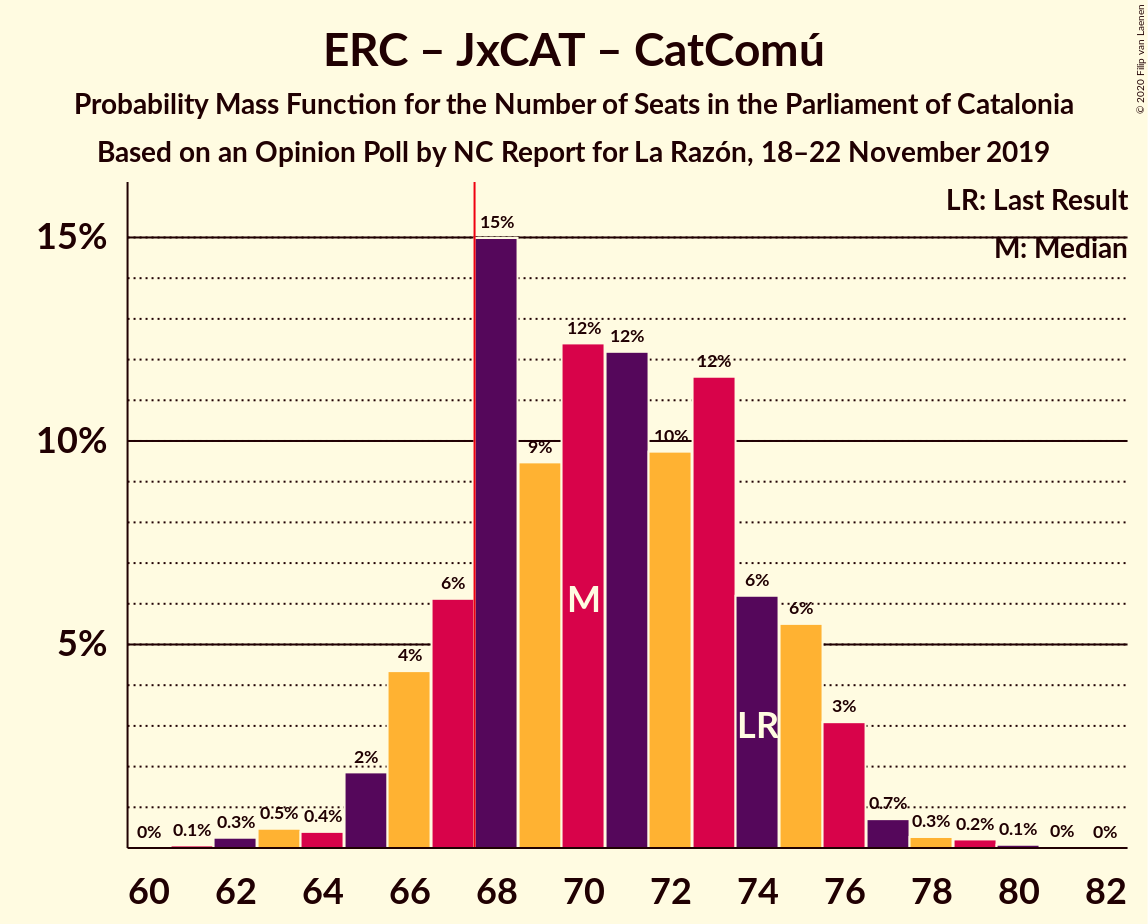 ERC – JxCAT – CatComú
Probability Mass Function for the Number of Seats in the Parliament of Catalonia
Based on an Opinion Poll by NC Report for La Razón, 18–22 November 2019
© 2020 Filip van Laenen
LR: Last Result
M: Median
15%
10%
5%
0%
0.1%
0.3%
0.5%
0.4%
2%
4%
6%
15%
9%
12%
12%
10%
12%
6%
6%
3%
0.7%
0.3%
0.2%
0.1%
0%
0%
M
LR
60 62 64 66 68 70 72 74 76 78 80 82